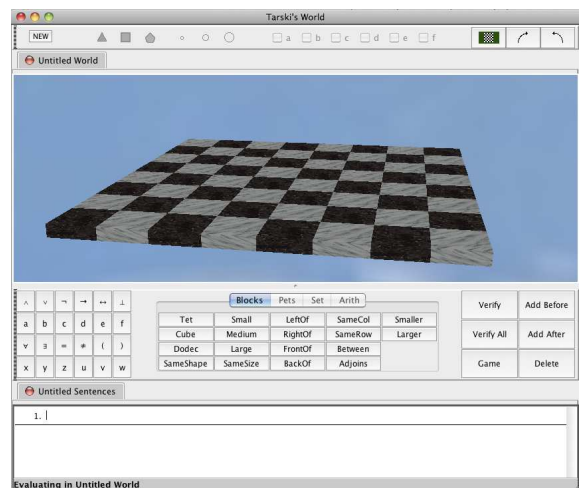 Tarski's World
NEW a b c d e f
Untitled World
∧ ∨ ¬ → ↔ ⊥
a b c d e f
∀ ∃ = ≠ ( )
x y z u v w
Blocks Pets Set Arith
Tet Small LeftOf SameCol Smaller
Cube Medium RightOf SameRow Larger
Dodec Large FrontOf Between
SameShape SameSize BackOf Adjoins
Verify Add Before
Verify All Add After
Game Delete
Untitled Sentences
1.
Evaluating in Untitled World